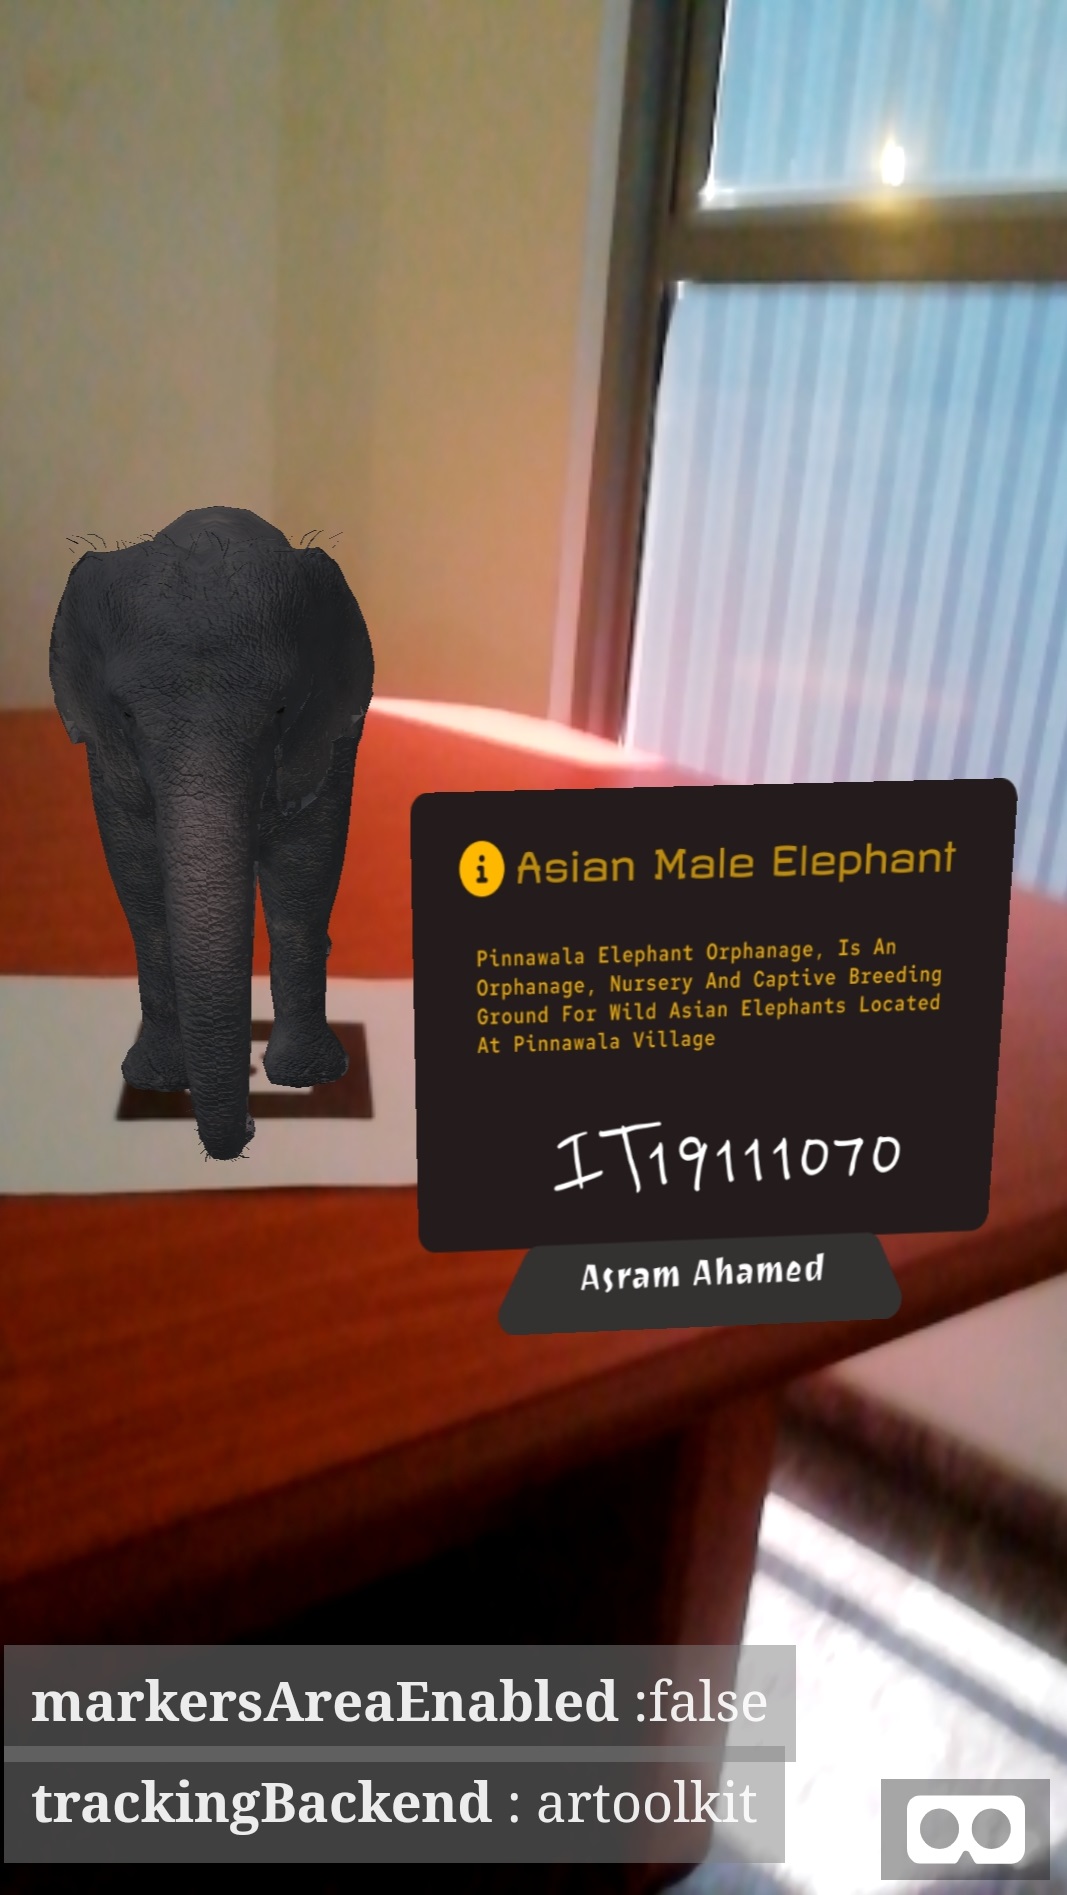 Asian Male Elephant
Pinnawala Elephant Orphanage, Is An
Orphanage, Nursery And Captive Breeding
Ground For Wild Asian Elephants Located
At Pinnawala Village
IT19111070
Asram Ahamed
markersAreaEnabled :false
trackingBackend : artoolkit